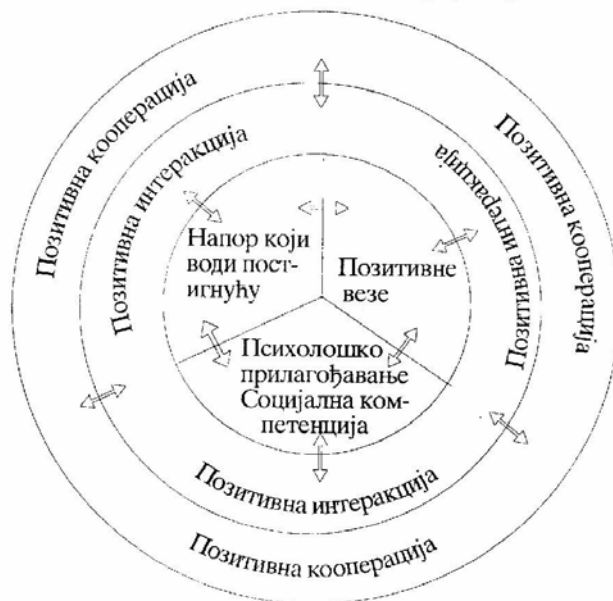 Позитивна кооперација
Позитивна кооперација
Позитивна интеракција
Позитивна интеракција
Напор који
води пост-
игнућу
Позитивне
везе
Психолошко
прилагођавање
Социјална ком-
петенција
Позитивна интеракција
Позитивна кооперација